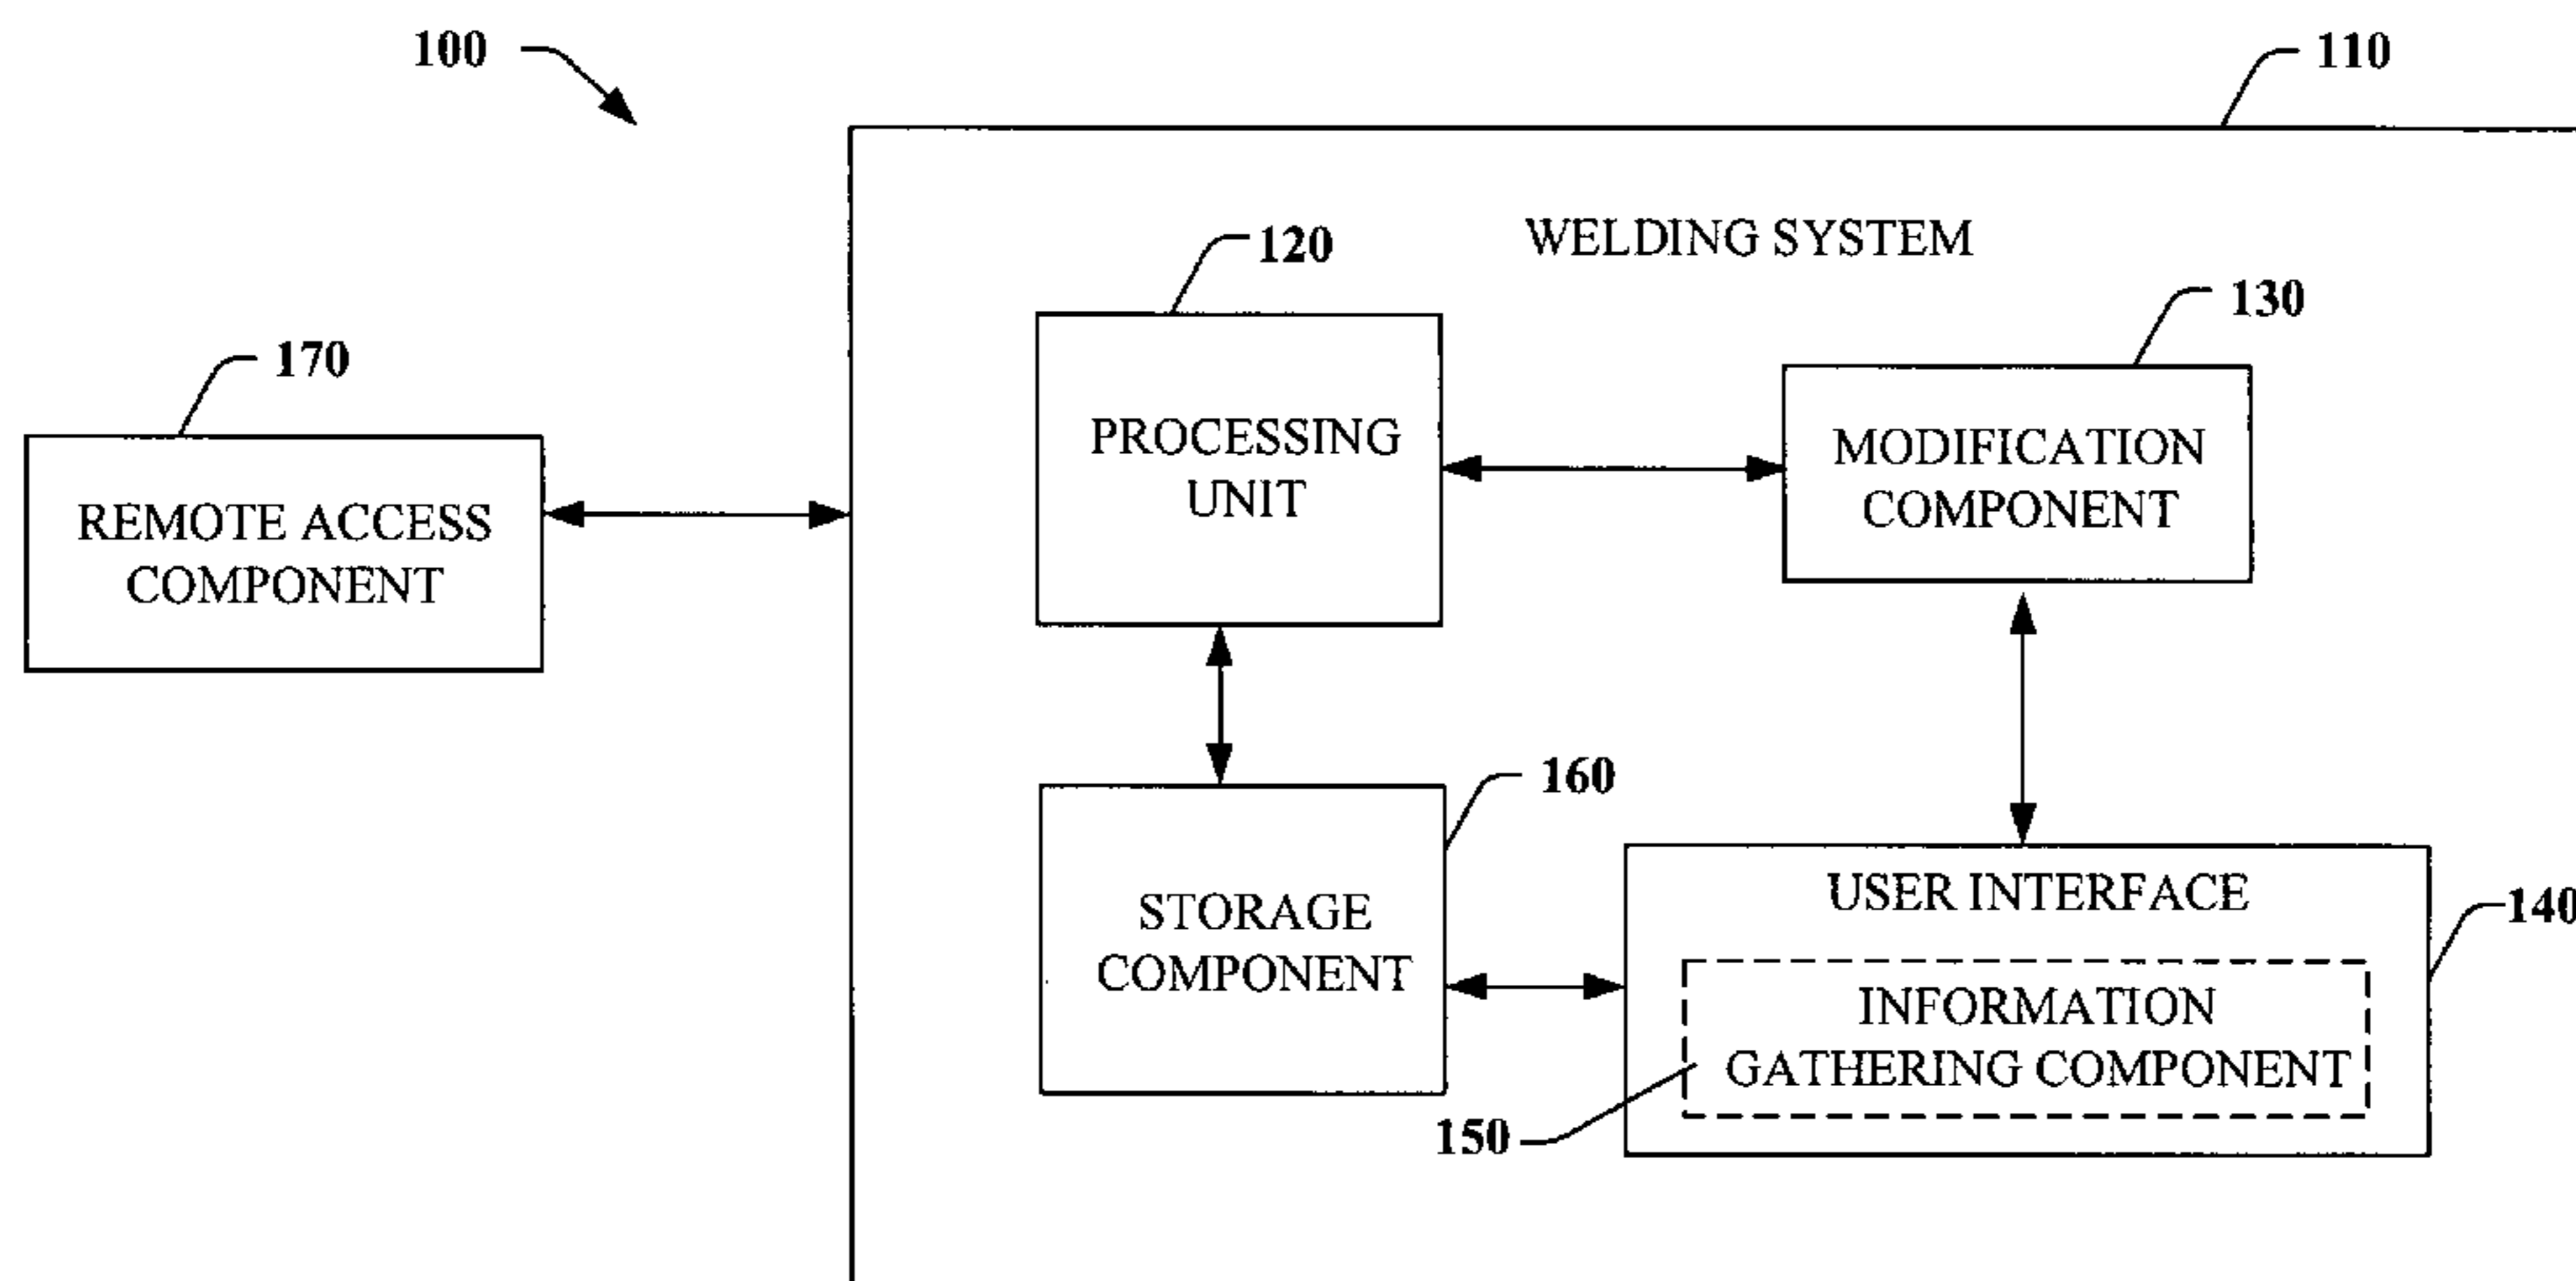 100
110
WELDING SYSTEM
120
130
170
PROCESSING
UNIT
MODIFICATION
COMPONENT
REMOTE ACCESS
COMPONENT
160
USER INTERFACE
140
STORAGE
COMPONENT
INFORMATION
GATHERING COMPONENT
150